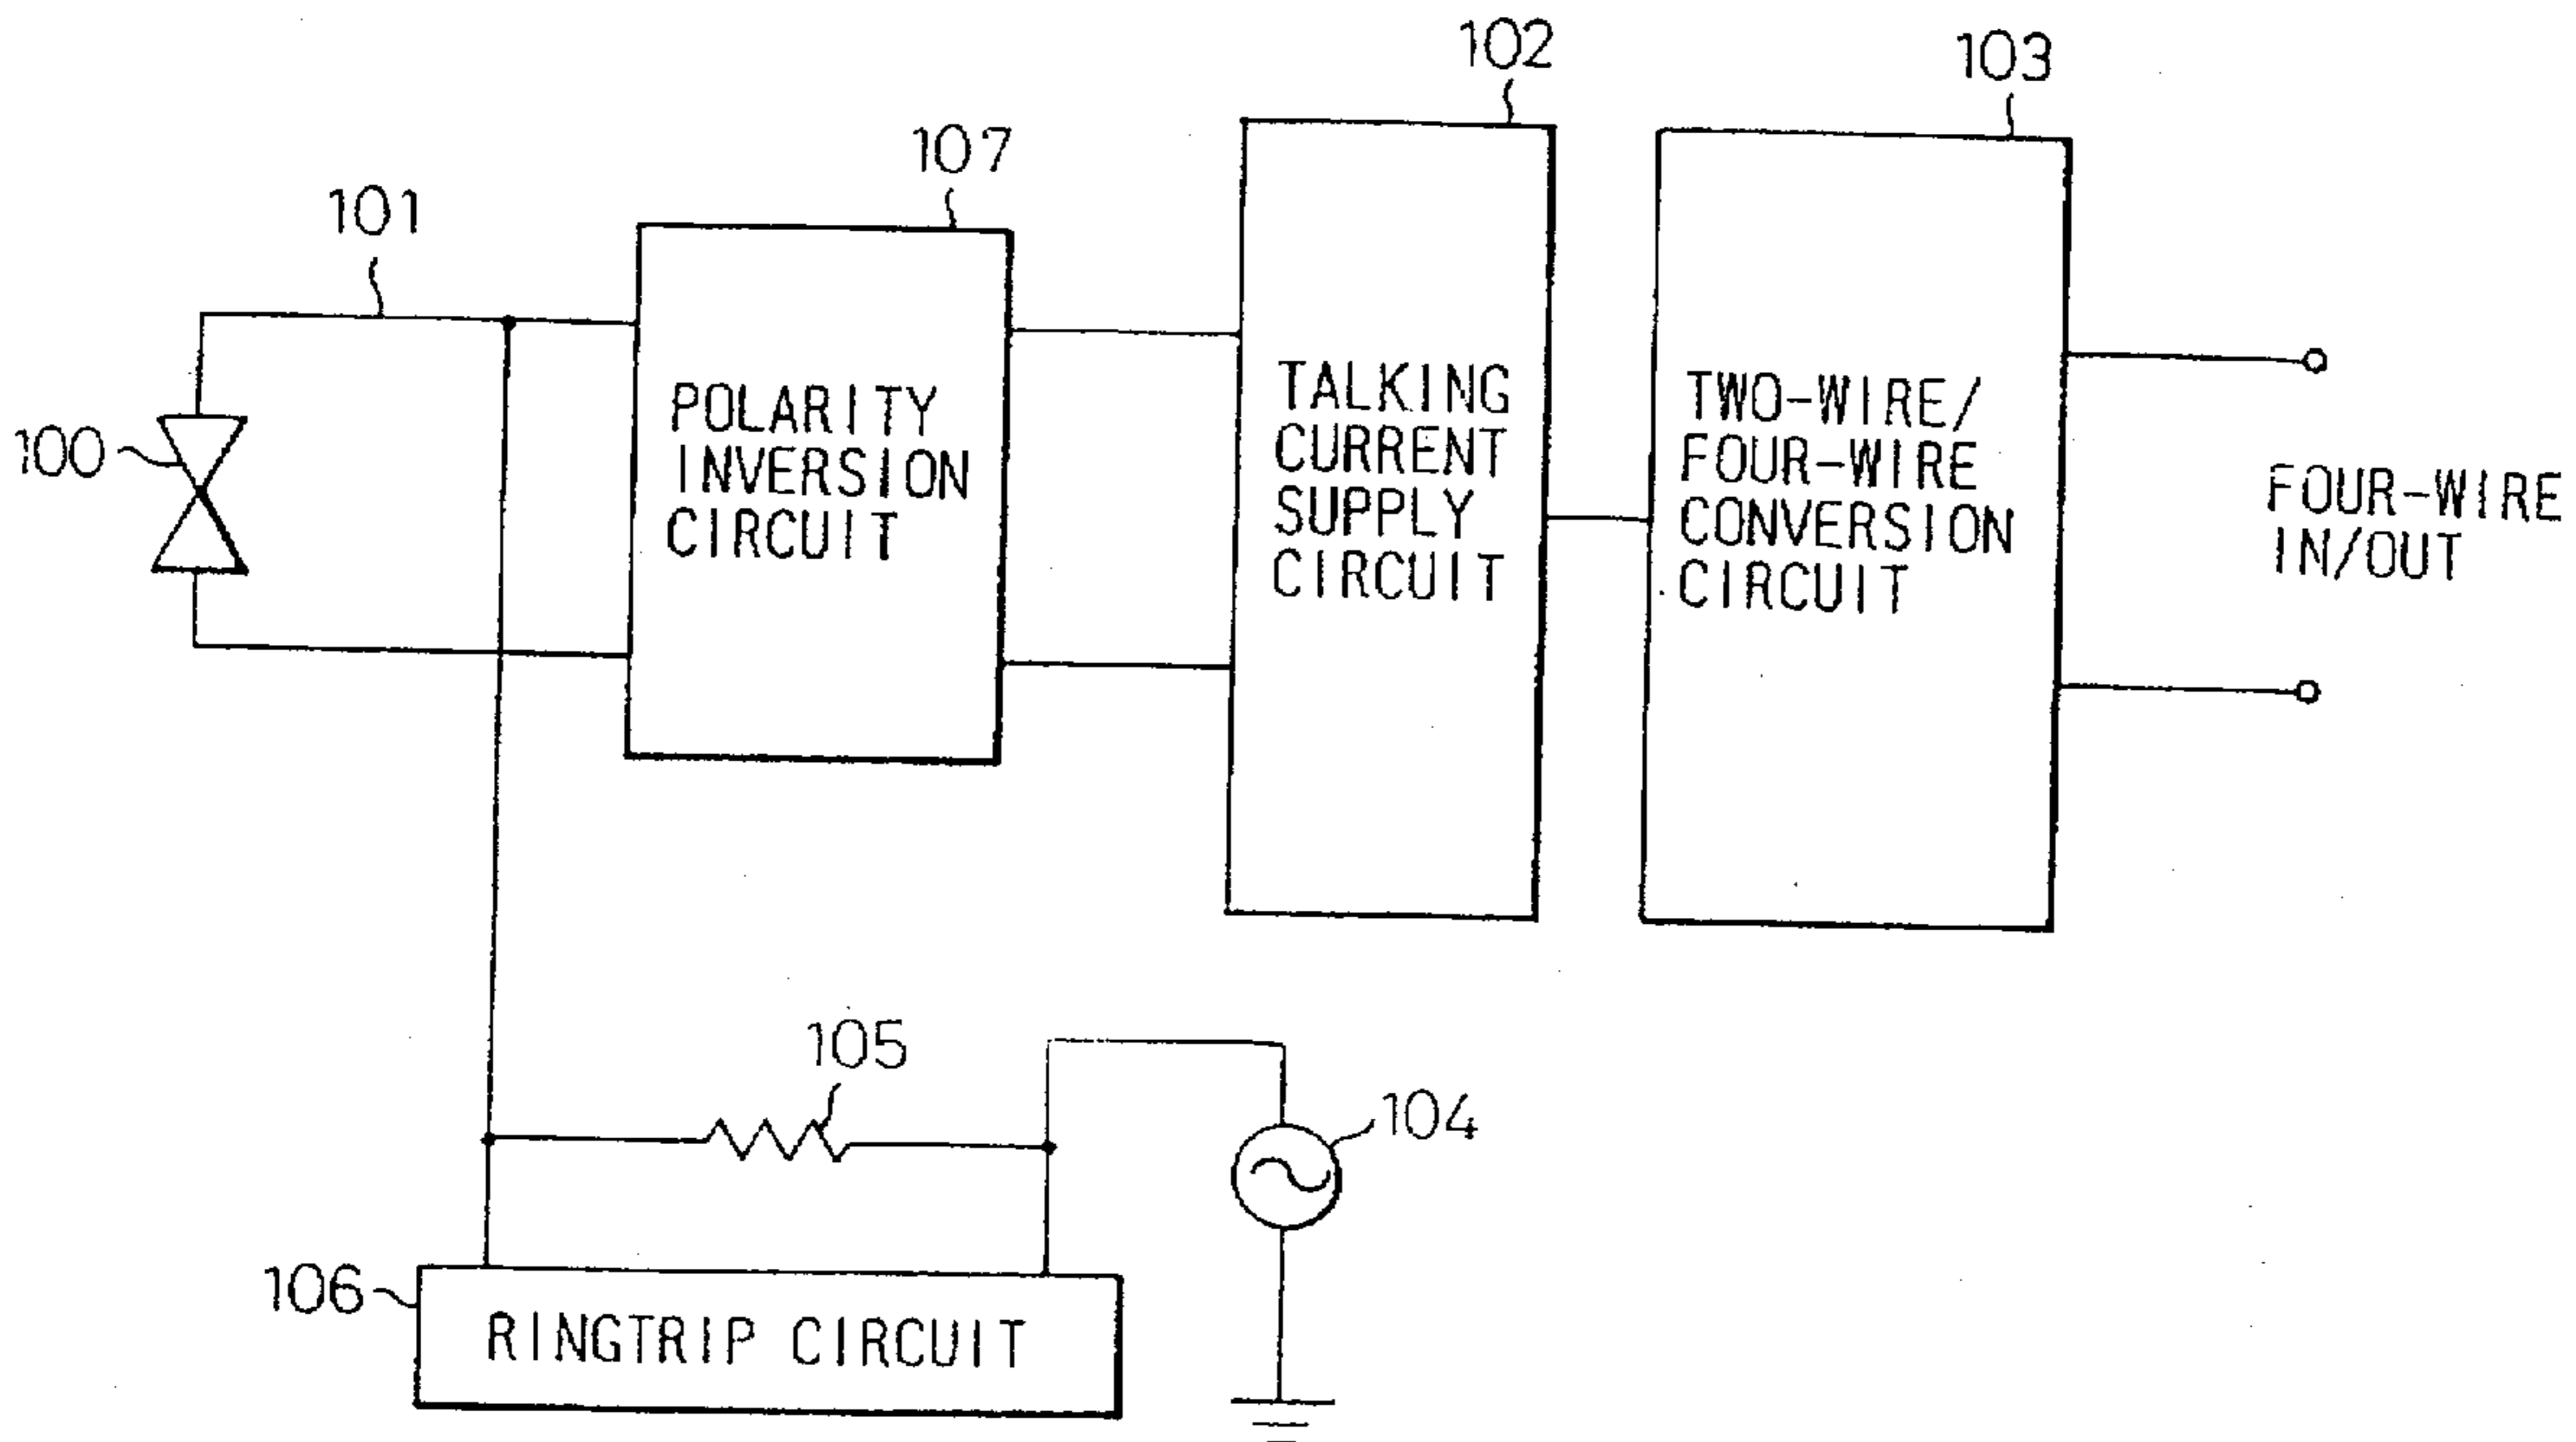 102
103
107
101
100
POLARITY
INVERSION
CIRCUIT
TALKING
CURRENT
SUPPLY
CIRCUIT
TWO-WIRE/
FOUR-WIRE
CONVERSION
CIRCUIT
FOUR-WIRE
IN/OUT
105
104
106
RINGTRIP CIRCUIT